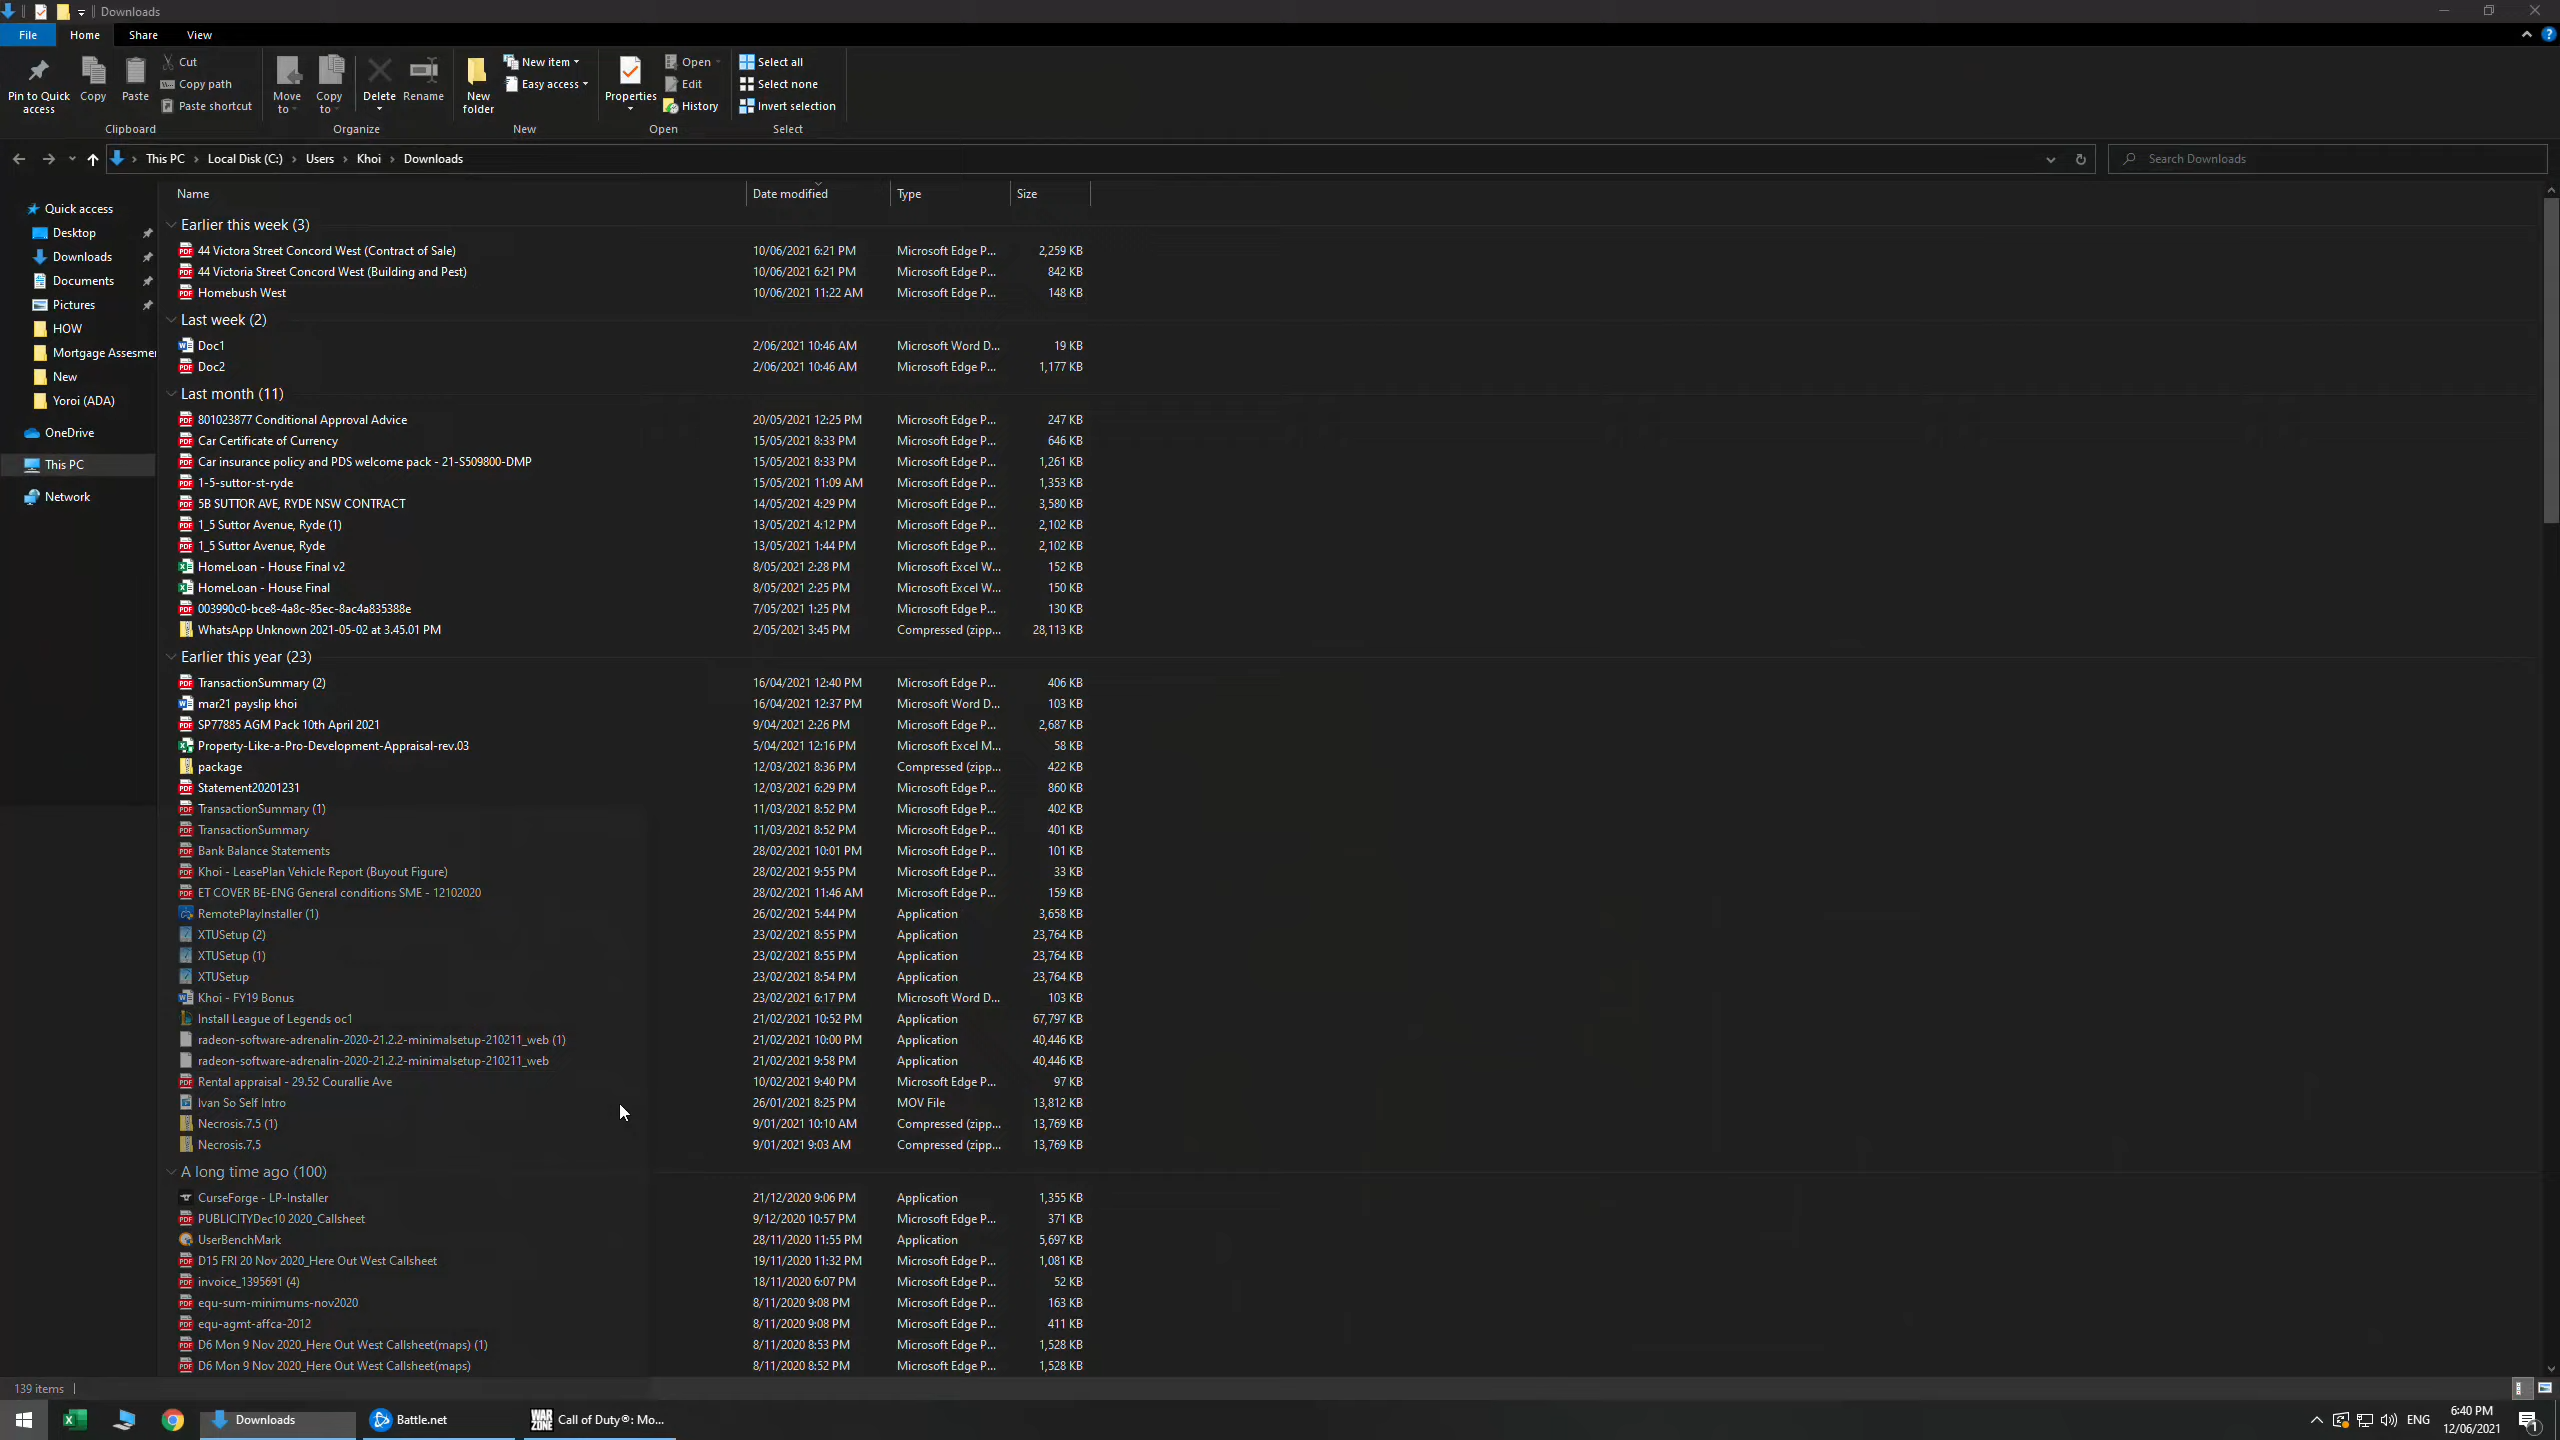 Downloads
File Home Share View
Pin to Quick access
Copy
Paste
Cut
Copy path
Paste shortcut
Clipboard
Move to
Copy to
Delete
Rename
Organize
New folder
New item
Easy access
New
Properties
Open
Edit
History
Open
Select all
Select none
Invert selection
Select
This PC Local Disk (C:) Users Khoi Downloads
Search Downloads
Quick access
Desktop
Downloads
Documents
Pictures
HOW
Mortgage Assesmer
New
Yoroi (ADA)
OneDrive
This PC
Network
Name Date modified Type Size
Earlier this week (3)
44 Victora Street Concord West (Contract of Sale) 10/06/2021 6:21 PM Microsoft Edge P... 2,259 KB
44 Victoria Street Concord West (Building and Pest) 10/06/2021 6:21 PM Microsoft Edge P... 842 KB
Homebush West 10/06/2021 11:22 AM Microsoft Edge P... 148 KB
Last week (2)
Doc1 2/06/2021 10:46 AM Microsoft Word D... 19 KB
Doc2 2/06/2021 10:46 AM Microsoft Edge P... 1,177 KB
Last month (11)
801023877 Conditional Approval Advice 20/05/2021 12:25 PM Microsoft Edge P... 247 KB
Car Certificate of Currency 15/05/2021 8:33 PM Microsoft Edge P... 646 KB
Car insurance policy and PDS welcome pack - 21-S509800-DMP 15/05/2021 8:33 PM Microsoft Edge P... 1,261 KB
1-5-suttor-st-ryde 15/05/2021 11:09 AM Microsoft Edge P... 1,353 KB
5B SUTTOR AVE, RYDE NSW CONTRACT 14/05/2021 4:29 PM Microsoft Edge P... 3,580 KB
1_5 Suttor Avenue, Ryde (1) 13/05/2021 4:12 PM Microsoft Edge P... 2,102 KB
1_5 Suttor Avenue, Ryde 13/05/2021 1:44 PM Microsoft Edge P... 2,102 KB
HomeLoan - House Final v2 8/05/2021 2:28 PM Microsoft Excel W... 152 KB
HomeLoan - House Final 8/05/2021 2:25 PM Microsoft Excel W... 150 KB
003990c0-bce8-4a8c-85ec-8ac4a835388e 7/05/2021 1:25 PM Microsoft Edge P... 130 KB
WhatsApp Unknown 2021-05-02 at 3.45.01 PM 2/05/2021 3:45 PM Compressed (zipp... 28,113 KB
Earlier this year (23)
TransactionSummary (2) 16/04/2021 12:40 PM Microsoft Edge P... 406 KB
mar21 payslip khoi 16/04/2021 12:37 PM Microsoft Word D... 103 KB
SP77885 AGM Pack 10th April 2021 9/04/2021 2:26 PM Microsoft Edge P... 2,687 KB
Property-Like-a-Pro-Development-Appraisal-rev.03 5/04/2021 12:16 PM Microsoft Excel M... 58 KB
package 12/03/2021 8:36 PM Compressed (zipp... 422 KB
Statement20201231 12/03/2021 6:29 PM Microsoft Edge P... 860 KB
TransactionSummary (1) 11/03/2021 8:52 PM Microsoft Edge P... 402 KB
TransactionSummary 11/03/2021 8:52 PM Microsoft Edge P... 401 KB
Bank Balance Statements 28/02/2021 10:01 PM Microsoft Edge P... 101 KB
Khoi - LeasePlan Vehicle Report (Buyout Figure) 28/02/2021 9:55 PM Microsoft Edge P... 33 KB
ET COVER BE-ENG General conditions SME - 12102020 28/02/2021 11:46 AM Microsoft Edge P... 159 KB
RemotePlayInstaller (1) 26/02/2021 5:44 PM Application 3,658 KB
XTUSetup (2) 23/02/2021 8:55 PM Application 23,764 KB
XTUSetup (1) 23/02/2021 8:55 PM Application 23,764 KB
XTUSetup 23/02/2021 8:54 PM Application 23,764 KB
Khoi - FY19 Bonus 23/02/2021 6:17 PM Microsoft Word D... 103 KB
Install League of Legends oc1 21/02/2021 10:52 PM Application 67,797 KB
radeon-software-adrenalin-2020-21.2.2-minimalsetup-210211_web (1) 21/02/2021 10:00 PM Application 40,446 KB
radeon-software-adrenalin-2020-21.2.2-minimalsetup-210211_web 21/02/2021 9:58 PM Application 40,446 KB
Rental appraisal - 29.52 Courallie Ave 10/02/2021 9:40 PM Microsoft Edge P... 97 KB
Ivan So Self Intro 26/01/2021 8:25 PM MOV File 13,812 KB
Necrosis.7.5 (1) 9/01/2021 10:10 AM Compressed (zipp... 13,769 KB
Necrosis.7.5 9/01/2021 9:03 AM Compressed (zipp... 13,769 KB
A long time ago (100)
CurseForge - LP-Installer 21/12/2020 9:06 PM Application 1,355 KB
PUBLICITYDec10 2020_Callsheet 9/12/2020 10:57 PM Microsoft Edge P... 371 KB
UserBenchMark 28/11/2020 11:55 PM Application 5,697 KB
D15 FRI 20 Nov 2020_Here Out West Callsheet 19/11/2020 11:32 PM Microsoft Edge P... 1,081 KB
invoice_1395691 (4) 18/11/2020 6:07 PM Microsoft Edge P... 52 KB
equ-sum-minimums-nov2020 8/11/2020 9:08 PM Microsoft Edge P... 163 KB
equ-agmt-affca-2012 8/11/2020 9:08 PM Microsoft Edge P... 411 KB
D6 Mon 9 Nov 2020_Here Out West Callsheet(maps) (1) 8/11/2020 8:53 PM Microsoft Edge P... 1,528 KB
D6 Mon 9 Nov 2020_Here Out West Callsheet(maps) 8/11/2020 8:52 PM Microsoft Edge P... 1,528 KB
139 items
Downloads
Battle.net
WAR ZONE Call of Duty®: Mo...
ENG
6:40 PM
12/06/2021
1